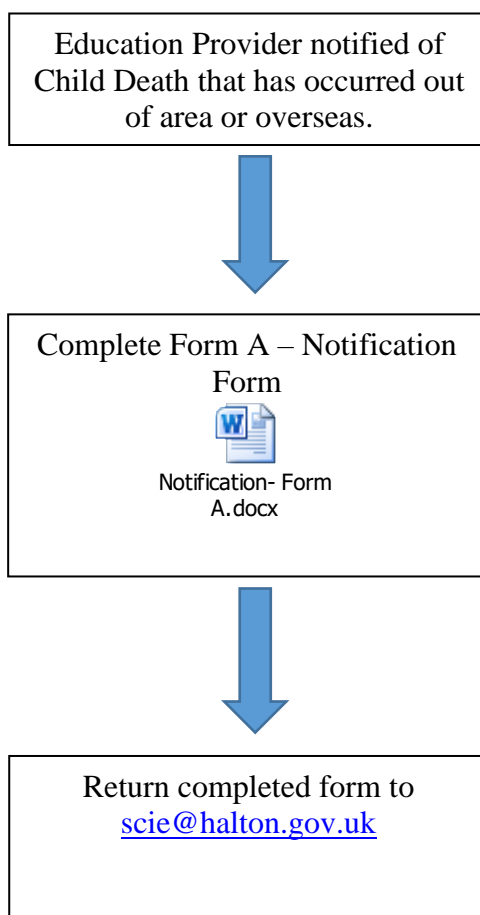 Education Provider notified of
Child Death that has occurred out
of area or overseas.
Complete Form A – Notification
Form
W
Notification- Form
A.docx
Return completed form to
scie@halton.gov.uk